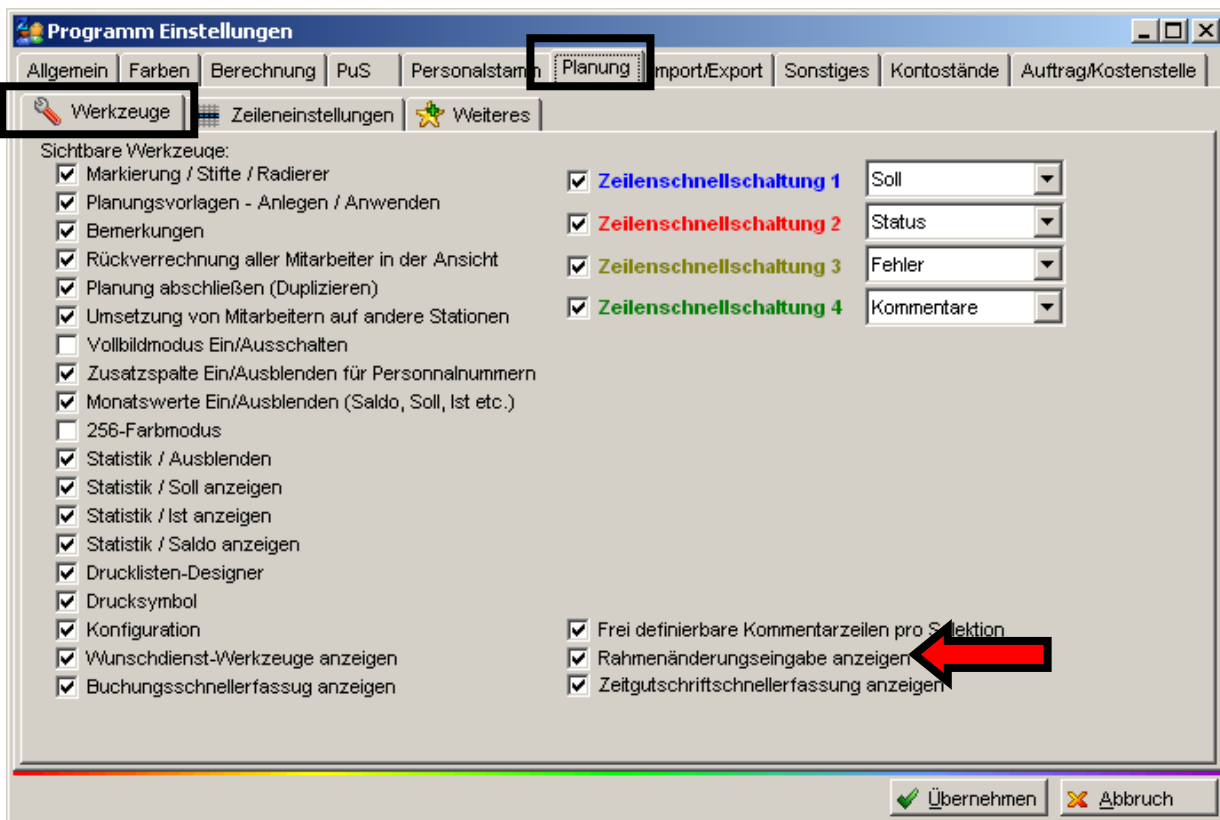 Programm Einstellungen
Allgemein Farben Berechnung PuS Personalstamm Planung Import/Export Sonstiges Kontostände Auftrag/Kostenstelle
Werkzeuge Zeileneinstellungen Weiteres
Sichtbare Werkzeuge:
Markierung / Stifte / Radierer
Planungsvorlagen - Anlegen / Anwenden
Bemerkungen
Rückverrechnung aller Mitarbeiter in der Ansicht
Planung abschließen (Duplizieren)
Umsetzung von Mitarbeitern auf andere Stationen
Vollbildmodus Ein/Ausschalten
Zusatzspalte Ein/Ausblenden für Personnalnummern
Monatswerte Ein/Ausblenden (Saldo, Soll, Ist etc.)
256-Farbmodus
Statistik / Ausblenden
Statistik / Soll anzeigen
Statistik / Ist anzeigen
Statistik / Saldo anzeigen
Drucklisten-Designer
Drucksymbol
Konfiguration
Wunschdienst-Werkzeuge anzeigen
Buchungsschnellerfassug anzeigen
Zeilenschnellschaltung 1 Soll
Zeilenschnellschaltung 2 Status
Zeilenschnellschaltung 3 Fehler
Zeilenschnellschaltung 4 Kommentare
Frei definierbare Kommentarzeilen pro Selektion
Rahmenänderungseingabe anzeigen
Zeitgutschriftschnellerfassung anzeigen
Übernehmen Abbruch